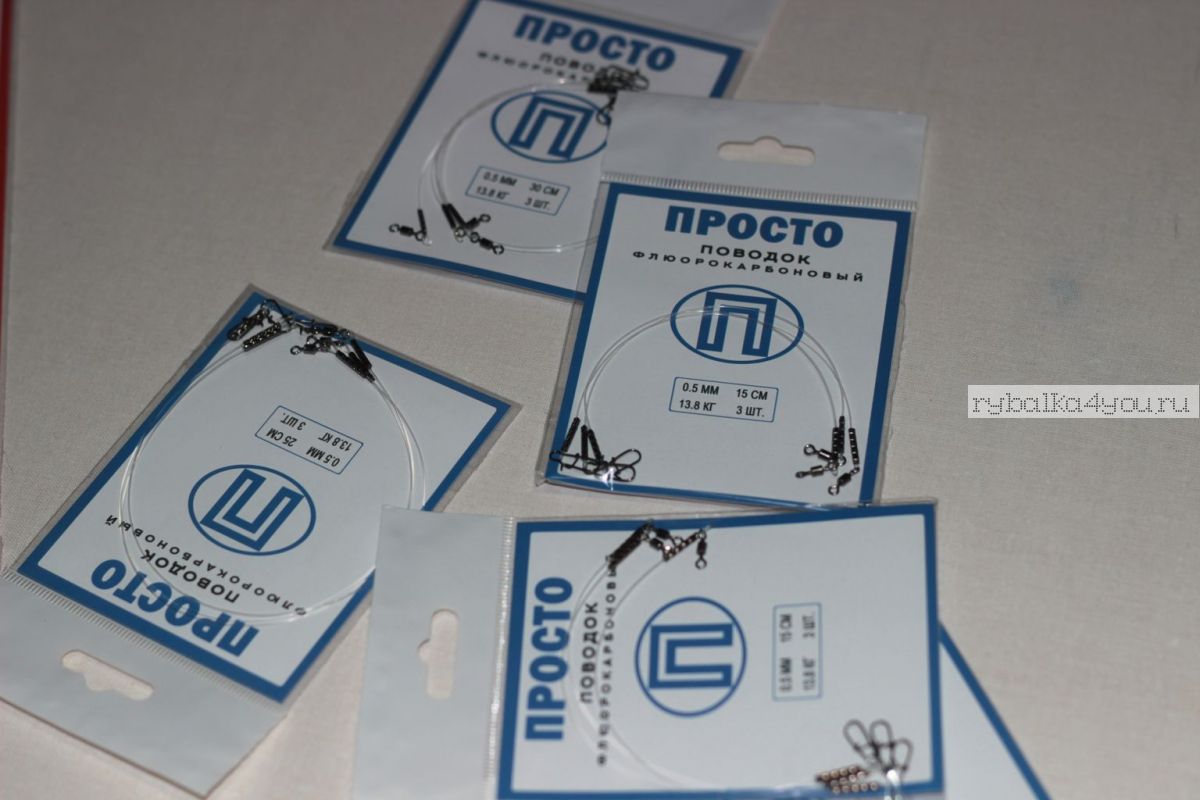 ПРОСТО
ПОВОДОК
ФЛЮОРОКАРБОНОВЫЙ
П
0.5 ММ 30 СМ
13.8 КГ 3 ШТ.
ПРОСТО
ПОВОДОК
ФЛЮОРОКАРБОНОВЫЙ
П
0.5 ММ 15 СМ
13.8 КГ 3 ШТ.
rybalka4you.ru
ПРОСТО
ПОВОДОК
ФЛЮОРОКАРБОНОВЫЙ
П
0.5 ММ 25 СМ
13.8 КГ 3 ШТ.
ПРОСТО
ПОВОДОК
ФЛЮОРОКАРБОНОВЫЙ
П
0.5 ММ 15 СМ
13.8 КГ 3 ШТ.